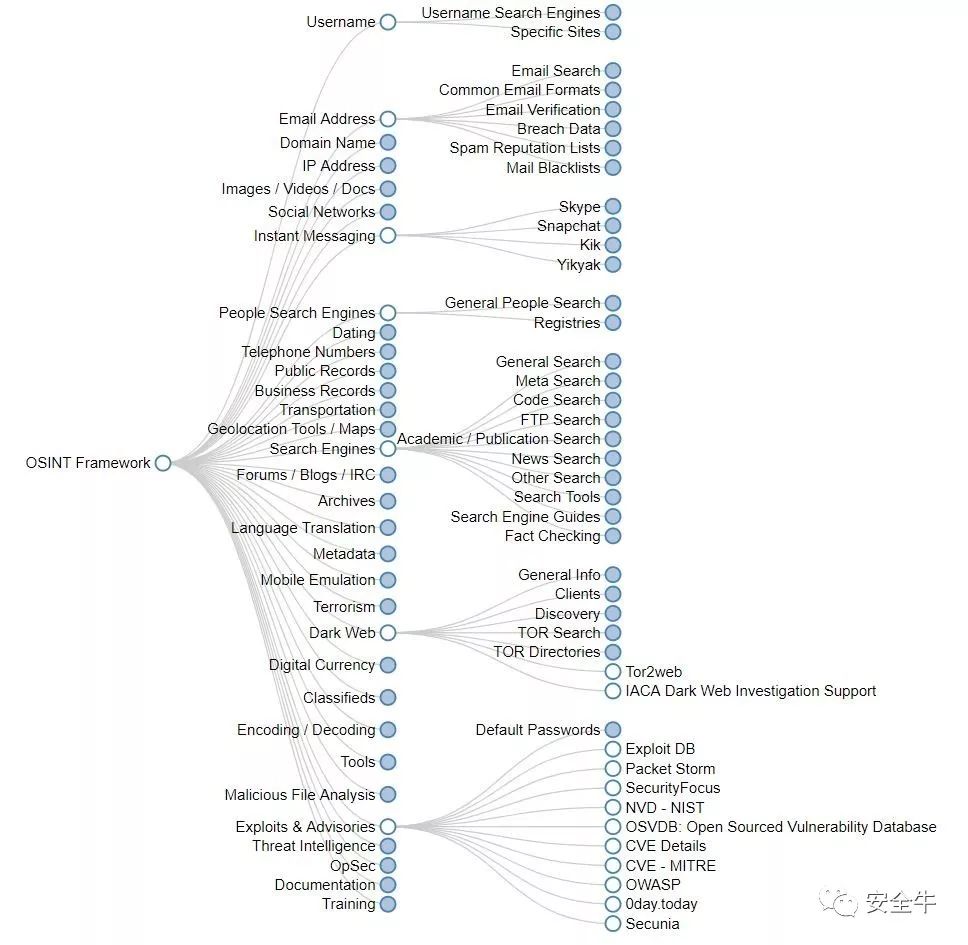 OSINT Framework
Username
Username Search Engines
Specific Sites
Email Address
Email Search
Common Email Formats
Email Verification
Breach Data
Spam Reputation Lists
Mail Blacklists
Domain Name
IP Address
Images / Videos / Docs
Social Networks
Instant Messaging
Skype
Snapchat
Kik
Yikyak
People Search Engines
General People Search
Registries
Dating
Telephone Numbers
Public Records
Business Records
Transportation
Geolocation Tools / Maps
Search Engines
General Search
Meta Search
Code Search
FTP Search
Academic / Publication Search
News Search
Other Search
Search Tools
Search Engine Guides
Fact Checking
Forums / Blogs / IRC
Archives
Language Translation
Metadata
Mobile Emulation
Terrorism
Dark Web
General Info
Clients
Discovery
TOR Search
TOR Directories
Tor2web
IACA Dark Web Investigation Support
Digital Currency
Classifieds
Encoding / Decoding
Tools
Malicious File Analysis
Exploits & Advisories
Default Passwords
Exploit DB
Packet Storm
SecurityFocus
NVD - NIST
OSVDB: Open Sourced Vulnerability Database
CVE Details
CVE - MITRE
OWASP
0day.today
Secunia
Threat Intelligence
OpSec
Documentation
Training
安全牛